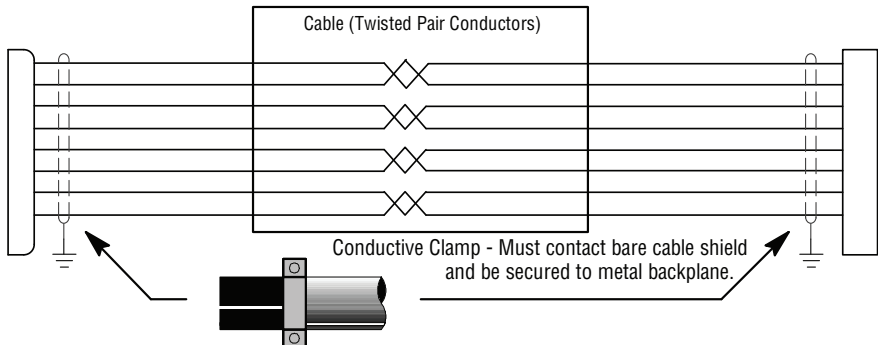 Cable (Twisted Pair Conductors)
Conductive Clamp - Must contact bare cable shield
and be secured to metal backplane.